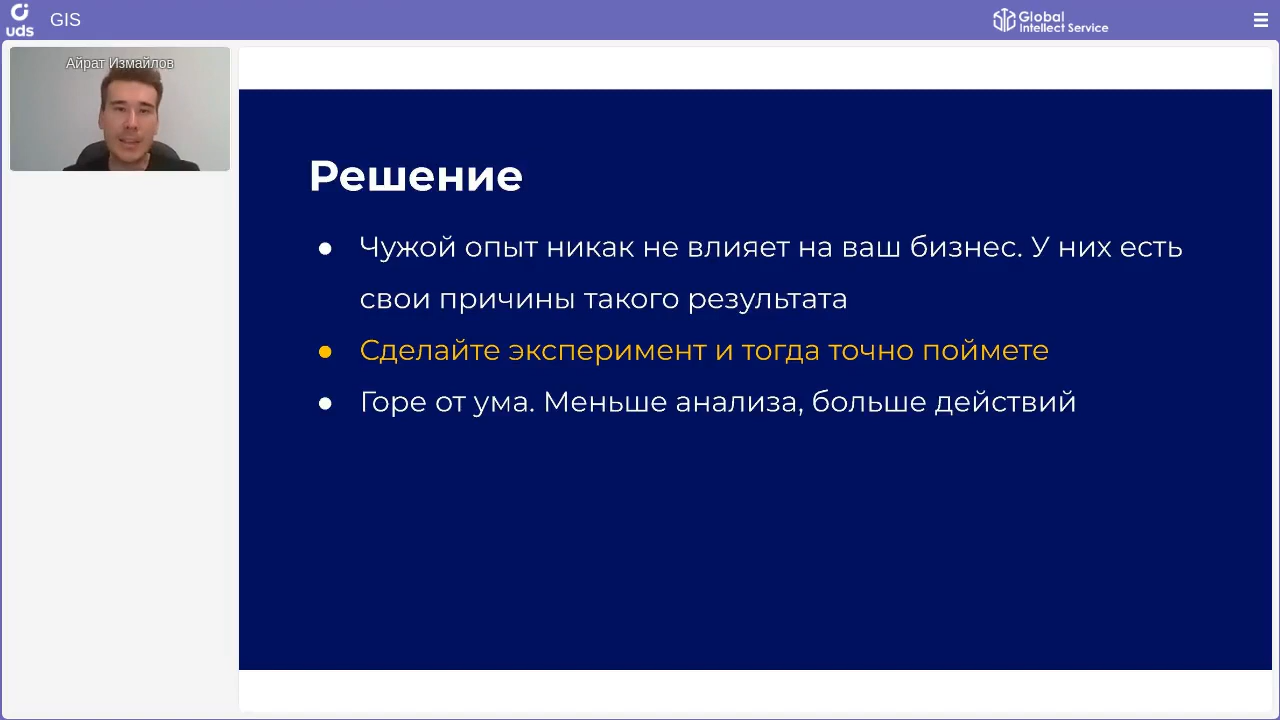 uds
GIS
Global
Intellect Service
Айрат Измайлов
Решение
● Чужой опыт никак не влияет на ваш бизнес. У них есть
свои причины такого результата
● Сделайте эксперимент и тогда точно поймете
● Горе от ума. Меньше анализа, больше действий